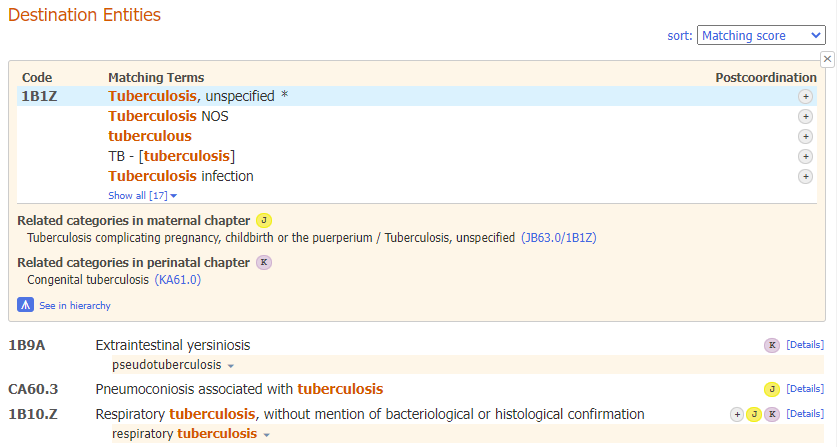 Destination Entities
sort: Matching score
Code Matching Terms Postcoordination
1B1Z Tuberculosis, unspecified * +
Tuberculosis NOS +
tuberculous +
TB - [tuberculosis] +
Tuberculosis infection +
Show all [17]
Related categories in maternal chapter J
Tuberculosis complicating pregnancy, childbirth or the puerperium / Tuberculosis, unspecified (JB63.0/1B1Z)
Related categories in perinatal chapter K
Congenital tuberculosis (KA61.0)
See in hierarchy
1B9A Extraintestinal yersiniosis K [Details]
pseudotuberculosis
CA60.3 Pneumoconiosis associated with tuberculosis J [Details]
1B10.Z Respiratory tuberculosis, without mention of bacteriological or histological confirmation + J K [Details]
respiratory tuberculosis